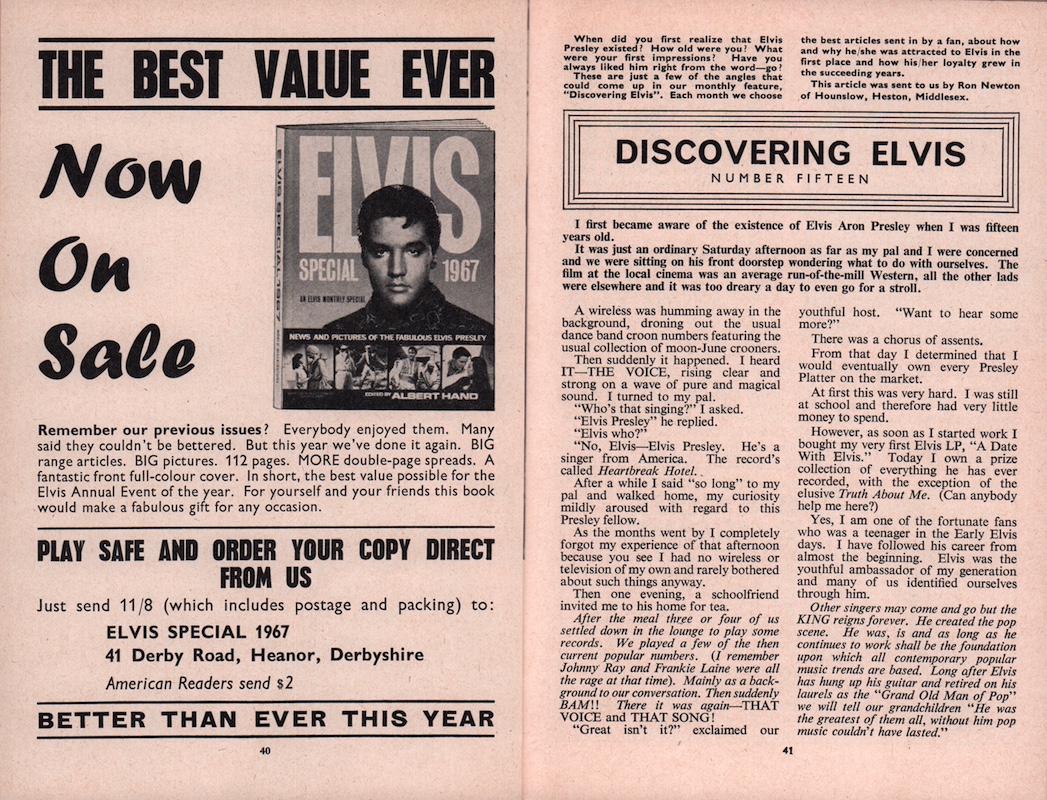 THE BEST VALUE EVER
Now
On
Sale
ELVIS SPECIAL 1967
ELVIS
SPECIAL 1967
AN ELVIS MONTHLY SPECIAL
NEWS AND PICTURES OF THE FABULOUS ELVIS PRESLEY
EDITED BY ALBERT HAND
Remember our previous issues? Everybody enjoyed them. Many
said they couldn't be bettered. But this year we've done it again. BIG
range articles. BIG pictures. 112 pages. MORE double-page spreads. A
fantastic front full-colour cover. In short, the best value possible for the
Elvis Annual Event of the year. For yourself and your friends this book
would make a fabulous gift for any occasion.
PLAY SAFE AND ORDER YOUR COPY DIRECT
FROM US
Just send 11/8 (which includes postage and packing) to:
ELVIS SPECIAL 1967
41 Derby Road, Heanor, Derbyshire
American Readers send $2
BETTER THAN EVER THIS YEAR
40
When did you first realize that Elvis
Presley existed? How old were you? What
were your first impressions? Have you
always liked him right from the word—go?
These are just a few of the angles that
could come up in our monthly feature,
"Discovering Elvis". Each month we choose
the best articles sent in by a fan, about how
and why he/she was attracted to Elvis in the
first place and how his/her loyalty grew in
the succeeding years.
This article was sent to us by Ron Newton
of Hounslow, Heston, Middlesex.
DISCOVERING ELVIS
NUMBER FIFTEEN
I first became aware of the existence of Elvis Aron Presley when I was fifteen
years old.
It was just an ordinary Saturday afternoon as far as my pal and I were concerned
and we were sitting on his front doorstep wondering what to do with ourselves. The
film at the local cinema was an average run-of-the-mill Western, all the other lads
were elsewhere and it was too dreary a day to even go for a stroll.
A wireless was humming away in the
background, droning out the usual
dance band croon numbers featuring the
usual collection of moon-June crooners.
Then suddenly it happened. I heard
IT—THE VOICE, rising clear and
strong on a wave of pure and magical
sound. I turned to my pal.
"Who's that singing?" I asked.
"Elvis Presley" he replied.
"Elvis who?"
"No, Elvis—Elvis Presley. He's a
singer from America. The record's
called Heartbreak Hotel.
After a while I said "so long" to my
pal and walked home, my curiosity
mildly aroused with regard to this
Presley fellow.
As the months went by I completely
forgot my experience of that afternoon
because you see I had no wireless or
television of my own and rarely bothered
about such things anyway.
Then one evening, a schoolfriend
invited me to his home for tea.
After the meal three or four of us
settled down in the lounge to play some
records. We played a few of the then
current popular numbers. (I remember
Johnny Ray and Frankie Laine were all
the rage at that time). Mainly as a back-
ground to our conversation. Then suddenly
BAM!! There it was again—THAT
VOICE and THAT SONG!
"Great isn't it?" exclaimed our
youthful host. "Want to hear some
more?"
There was a chorus of assents.
From that day I determined that I
would eventually own every Presley
Platter on the market.
At first this was very hard. I was still
at school and therefore had very little
money to spend.
However, as soon as I started work I
bought my very first Elvis LP, "A Date
With Elvis." Today I own a prize
collection of everything he has ever
recorded, with the exception of the
elusive Truth About Me. (Can anybody
help me here?)
Yes, I am one of the fortunate fans
who was a teenager in the Early Elvis
days. I have followed his career from
almost the beginning. Elvis was the
youthful ambassador of my generation
and many of us identified ourselves
through him.
Other singers may come and go but the
KING reigns forever. He created the pop
scene. He was, is and as long as he
continues to work shall be the foundation
upon which all contemporary popular
music trends are based. Long after Elvis
has hung up his guitar and retired on his
laurels as the "Grand Old Man of Pop"
we will tell our grandchildren "He was
the greatest of them all, without him pop
music couldn't have lasted."
41